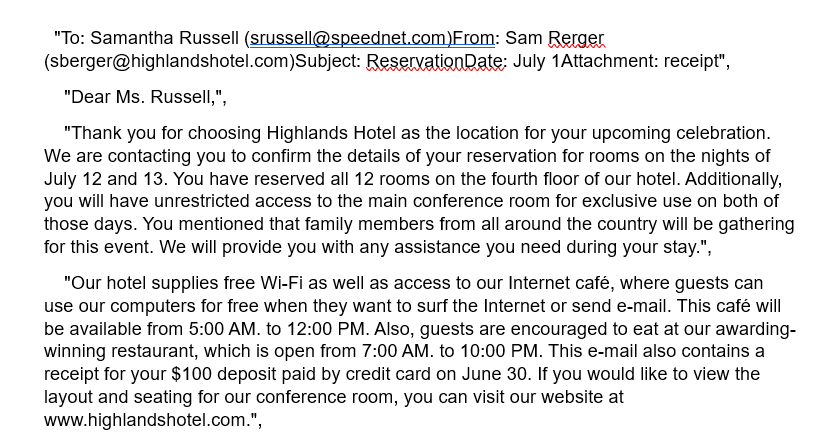 "To: Samantha Russell (srussell@speednet.com)From: Sam Rerger
(sberger@highlandshotel.com)Subject: ReservationDate: July 1Attachment: receipt",
"Dear Ms. Russell,",
"Thank you for choosing Highlands Hotel as the location for your upcoming celebration.
We are contacting you to confirm the details of your reservation for rooms on the nights of
July 12 and 13. You have reserved all 12 rooms on the fourth floor of our hotel. Additionally,
you will have unrestricted access to the main conference room for exclusive use on both of
those days. You mentioned that family members from all around the country will be gathering
for this event. We will provide you with any assistance you need during your stay.",
"Our hotel supplies free Wi-Fi as well as access to our Internet café, where guests can
use our computers for free when they want to surf the Internet or send e-mail. This café will
be available from 5:00 AM. to 12:00 PM. Also, guests are encouraged to eat at our awarding-
winning restaurant, which is open from 7:00 AM. to 10:00 PM. This e-mail also contains a
receipt for your $100 deposit paid by credit card on June 30. If you would like to view the
layout and seating for our conference room, you can visit our website at
www.highlandshotel.com.",